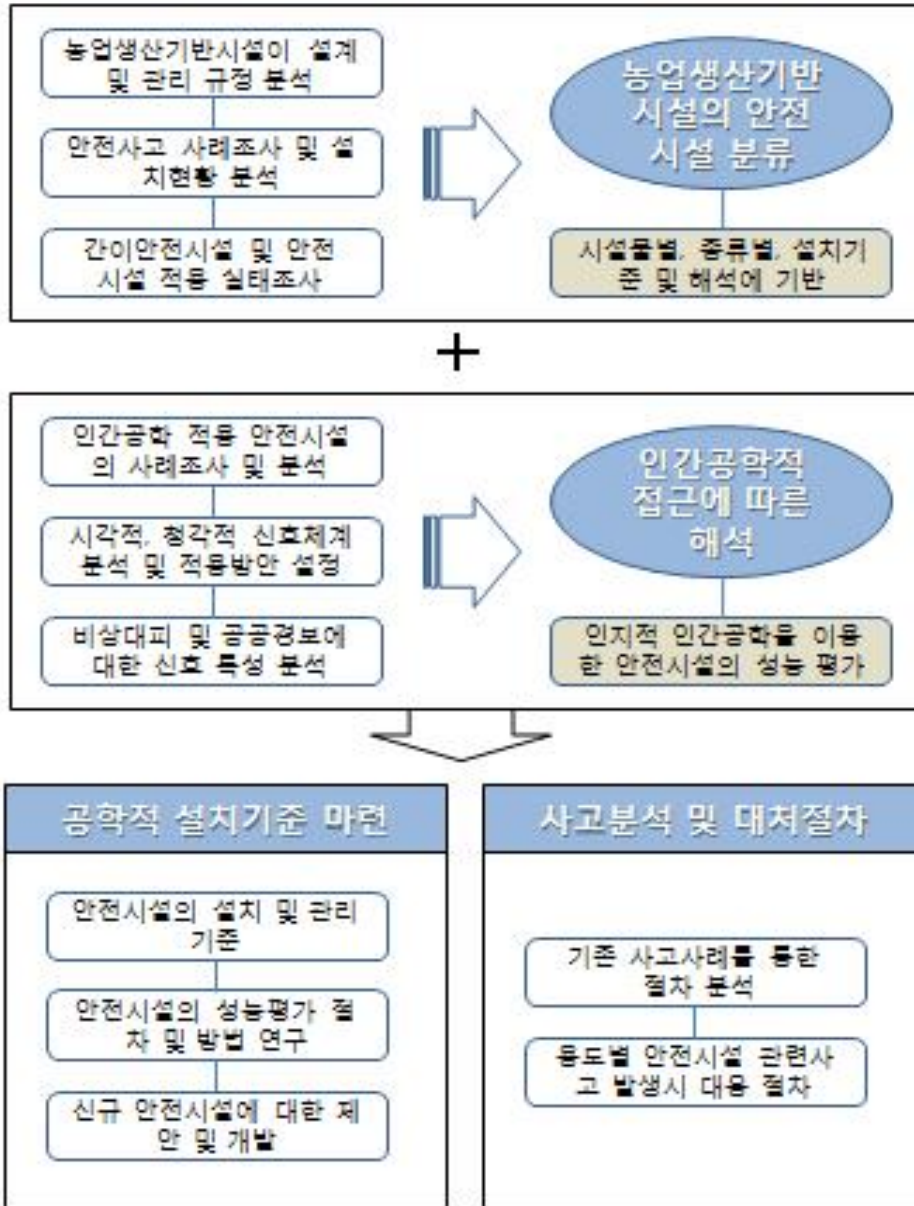 농업생산기반시설이 설계
및 관리 규정 분석
안전사고 사례조사 및 설
치현황 분석
간이안전시설 및 안전
시설 적용 실태조사
농업생산기반
시설의 안전
시설 분류
시설물별, 종류별, 설치기
준 및 해석에 기반
+
인간공학 적용 안전시설
의 사례조사 및 분석
시각적, 청각적 신호체계
분석 및 적용방안 설정
비상대피 및 공공경보에
대한 신호 특성 분석
인간공학적
접근에 따른
해석
인지적 인간공학을 이용
한 안전시설의 성능 평가
공학적 설치기준 마련
안전시설의 설치 및 관리
기준
안전시설의 성능평가 절
차 및 방법 연구
신규 안전시설에 대한 제
안 및 개발
사고분석 및 대처절차
기존 사고사례를 통한
절차 분석
용도별 안전시설 관련사
고 발생시 대응 절차